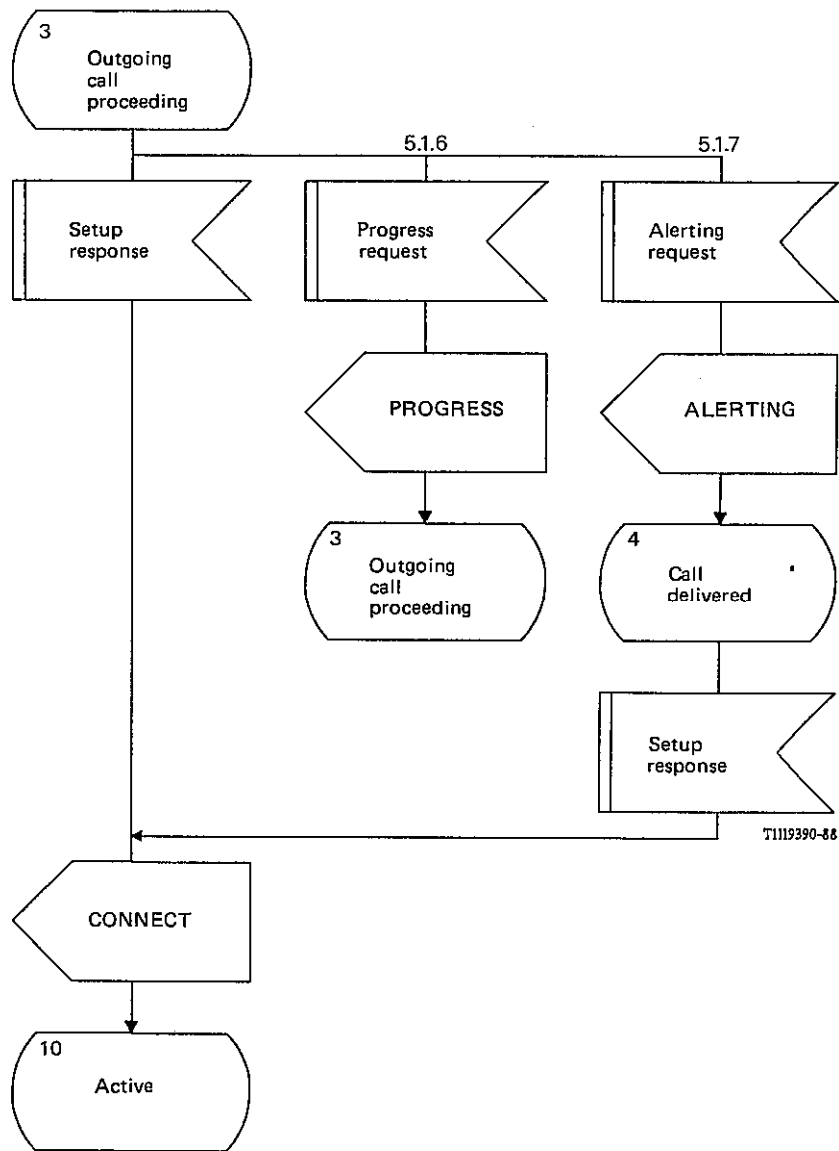 3
Outgoing
call
proceeding
5.1.6
5.1.7
Setup
response
Progress
request
Alerting
request
PROGRESS
ALERTING
3
Outgoing
call
proceeding
4
Call
delivered
Setup
response
T1119390-88
CONNECT
10
Active